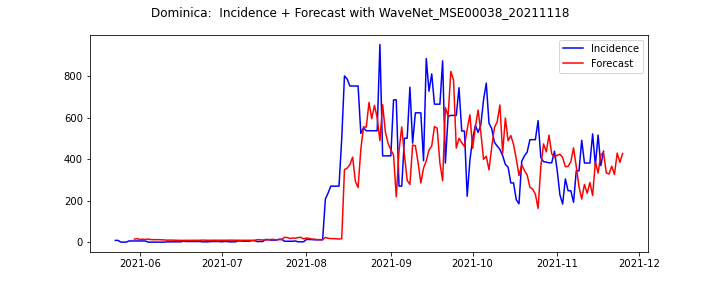 Dominica:  Incidence + Forecast with WaveNet_MSE00038_20211118
Incidence
Forecast
800
600
400
200
0
2021-06 2021-07 2021-08 2021-09 2021-10 2021-11 2021-12